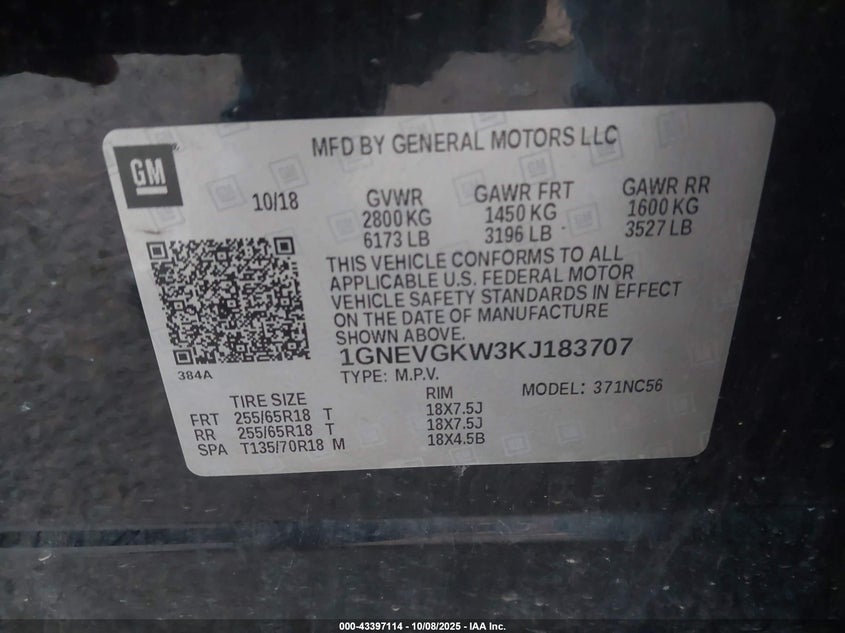 MFD BY GENERAL MOTORS LLC
GM
10/18
GVWR GAWR FRT GAWR RR
2800 KG 1450 KG 1600 KG
6173 LB 3196 LB 3527 LB
THIS VEHICLE CONFORMS TO ALL
APPLICABLE U.S. FEDERAL MOTOR
VEHICLE SAFETY STANDARDS IN EFFECT
ON THE DATE OF MANUFACTURE
SHOWN ABOVE.
1GNEVGKW3KJ183707
384A
TYPE: M.P.V. MODEL: 371NC56
TIRE SIZE RIM
FRT 255/65R18 T 18X7.5J
RR 255/65R18 T 18X7.5J
SPA T135/70R18 M 18X4.5B
000-43397114 - 10/08/2025 - IAA Inc.